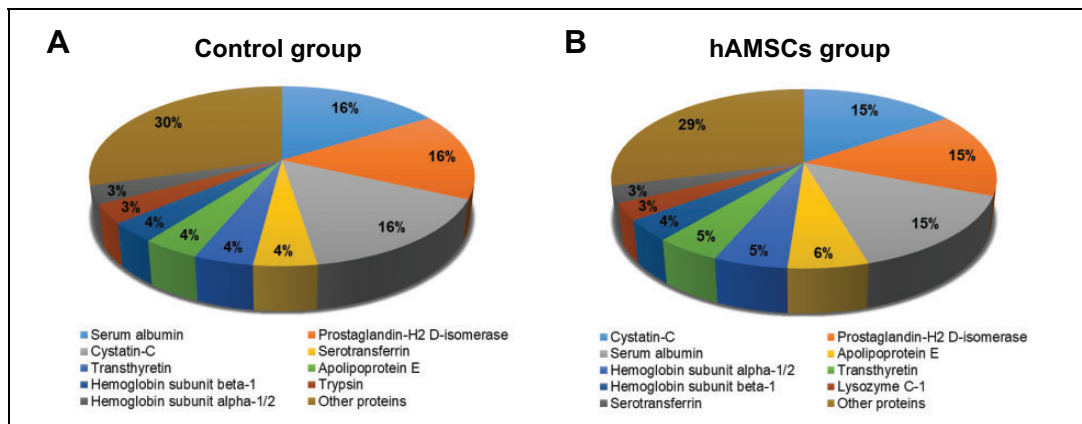 A
Control group
16%
16%
16%
4%
4%
4%
4%
3%
3%
30%
Serum albumin
Prostaglandin-H2 D-isomerase
Cystatin-C
Serotransferrin
Transthyretin
Apolipoprotein E
Hemoglobin subunit beta-1
Trypsin
Hemoglobin subunit alpha-1/2
Other proteins
B
hAMSCs group
15%
15%
15%
6%
5%
5%
4%
3%
3%
29%
Cystatin-C
Prostaglandin-H2 D-isomerase
Serum albumin
Apolipoprotein E
Hemoglobin subunit alpha-1/2
Transthyretin
Hemoglobin subunit beta-1
Lysozyme C-1
Serotransferrin
Other proteins